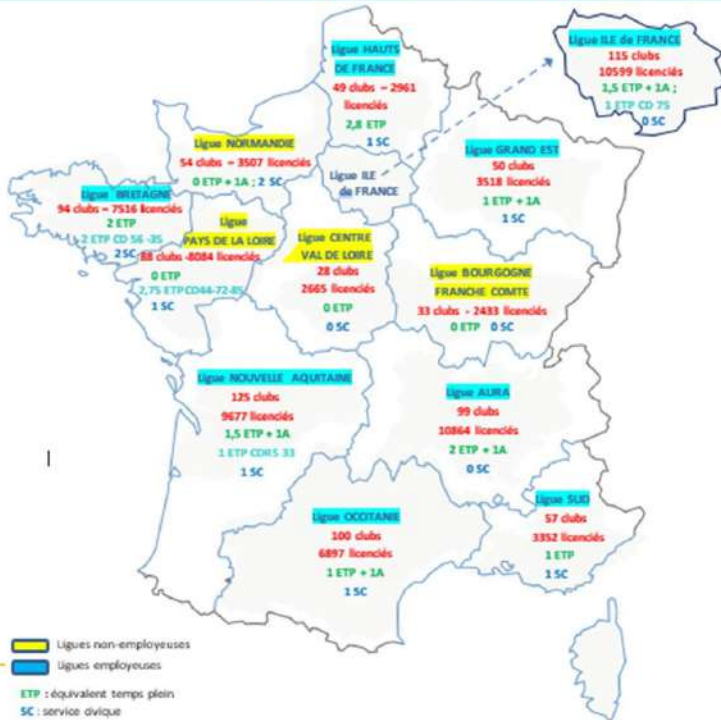 Ligue ILE de FRANCE
115 clubs
10599 licenciés
1,5 ETP + 1A ;
1 ETP CD 75
0 SC
Ligue HAUTS
DE FRANCE
49 clubs – 2961
licenciés
2,8 ETP
1 SC
Ligue NORMANDIE
54 clubs – 3507 licenciés
0 ETP + 1A ; 2 SC
Ligue ILE
de FRANCE
Ligue GRAND EST
50 clubs
3518 licenciés
1 ETP + 1A
1 SC
Ligue BRETAGNE
94 clubs – 7516 licenciés
2 ETP
2 ETP CD 56 -35
2 SC
Ligue
PAYS DE LA LOIRE
88 clubs -8084 licenciés
0 ETP
2,75 ETP CD44-72-85
1 SC
Ligue CENTRE
VAL DE LOIRE
28 clubs
2665 licenciés
0 ETP
0 SC
Ligue BOURGOGNE
FRANCHE COMTE
33 clubs - 2433 licenciés
0 ETP 0 SC
Ligue NOUVELLE AQUITAINE
125 clubs
9677 licenciés
1,5 ETP + 1A
1 ETP CDRS 33
1 SC
Ligue AURA
99 clubs
10864 licenciés
2 ETP + 1A
0 SC
Ligue OCCITANIE
100 clubs
6897 licenciés
1 ETP + 1A
1 SC
Ligue SUD
57 clubs
3352 licenciés
1 ETP
1 SC
Ligues non-employeuses
Ligues employeuses
ETP : équivalent temps plein
SC : service civique